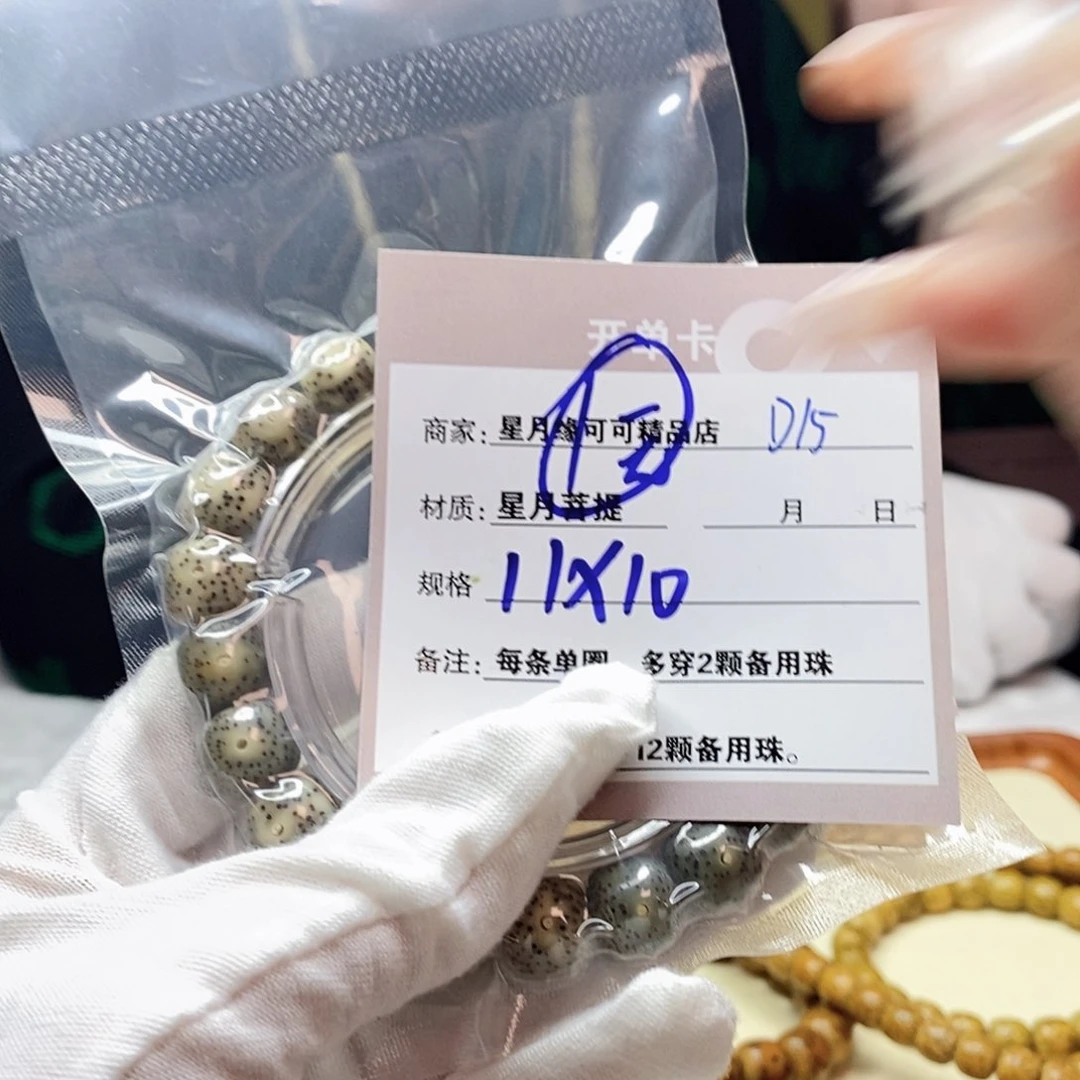 开单卡
商家: 星月缘可可精品店 D15
材质: 星月菩提 月 日
规格 11X10
备注: 每条单圈 多穿2颗备用珠
12颗备用珠。